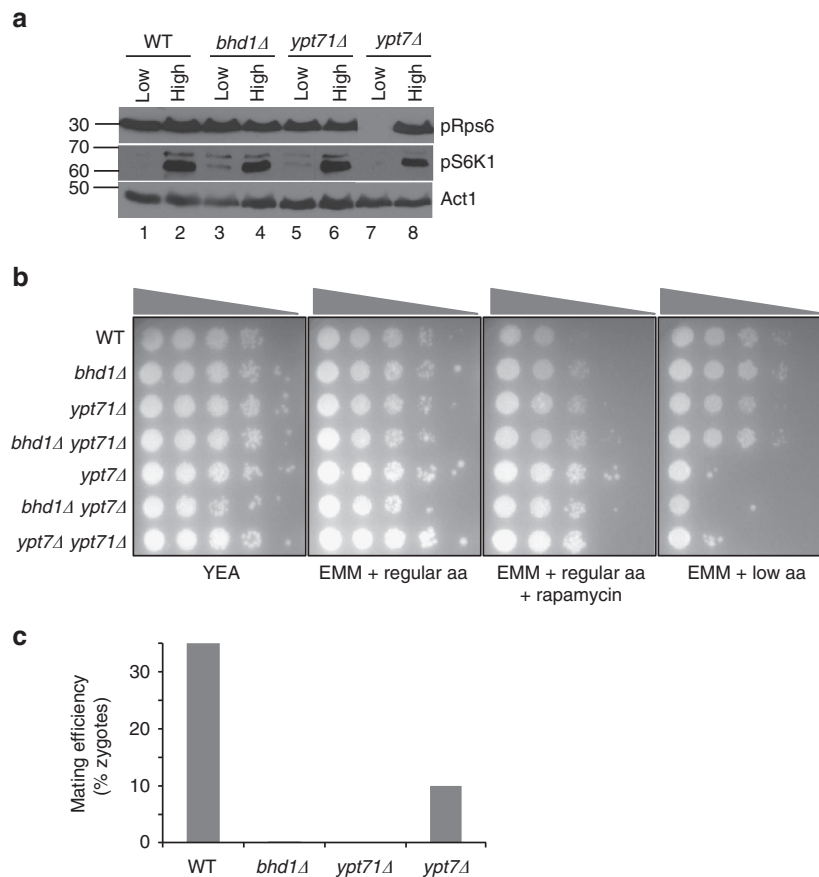 a
WT bhd1Δ ypt71Δ ypt7Δ
Low High Low High Low High Low High
30 pRps6
70
60 pS6K1
50
Act1
1 2 3 4 5 6 7 8
b
WT
bhd1Δ
ypt71Δ
bhd1Δ ypt71Δ
ypt7Δ
bhd1Δ ypt7Δ
ypt7Δ ypt71Δ
YEA EMM + regular aa EMM + regular aa EMM + low aa
+ rapamycin
c
Mating efficiency
(% zygotes)
30
20
10
0
WT bhd1Δ ypt71Δ ypt7Δ